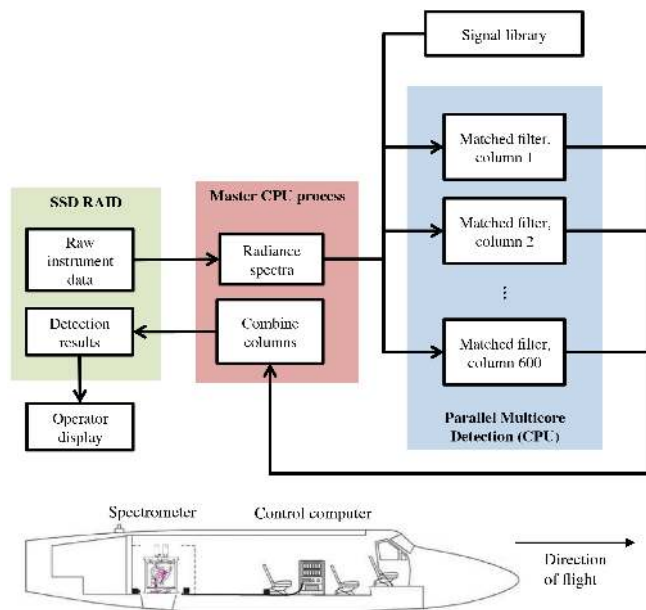 Signal library
Matched filter,
column 1
SSD RAID
Master CPU process
Raw
instrument
data
Radiance
spectra
Matched filter,
column 2
...
Detection
results
Combine
columns
Matched filter,
column 600
Operator
display
Parallel Multicore
Detection (CPU)
Spectrometer
Control computer
Direction
of flight